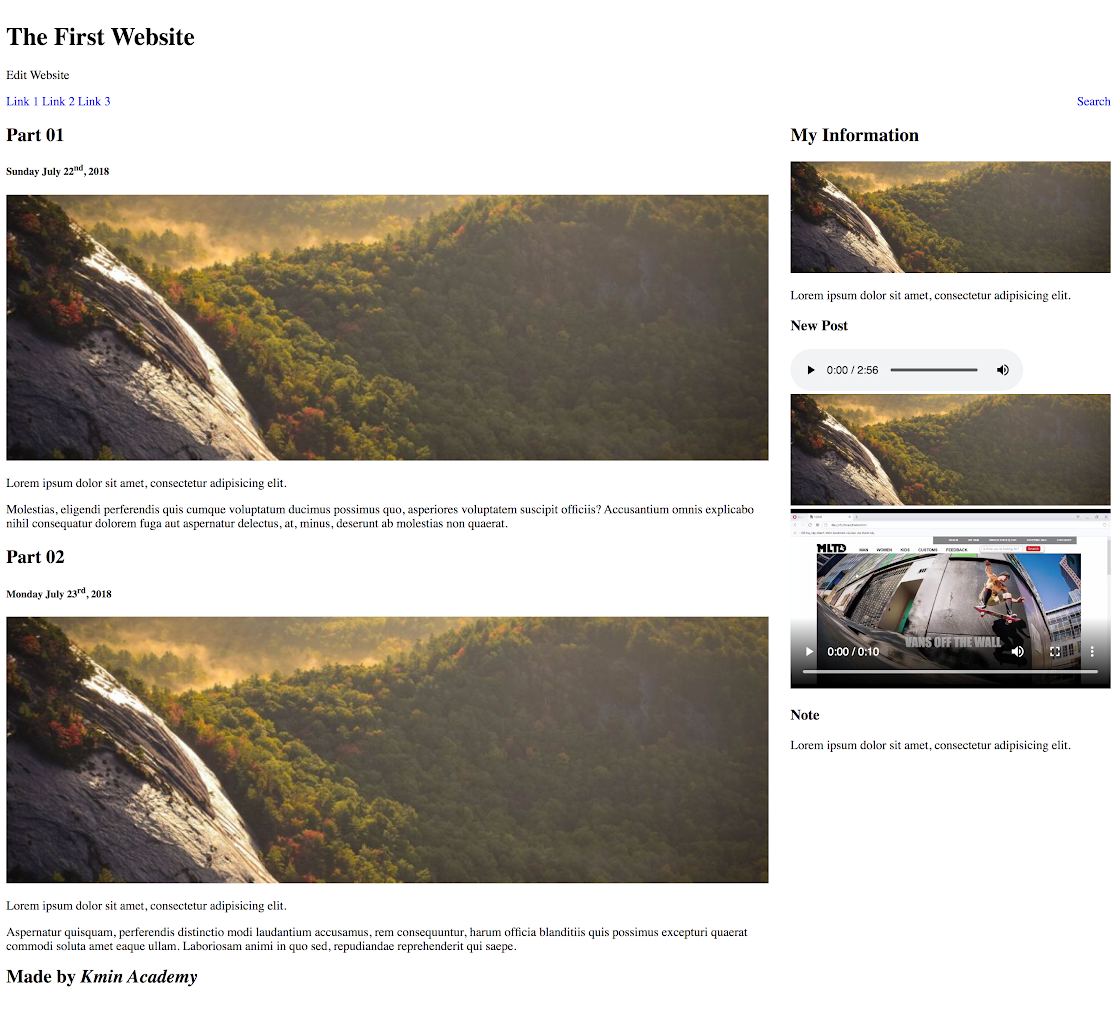 The First Website
Edit Website
Link 1 Link 2 Link 3
Search
Part 01
Sunday July 22nd, 2018
Lorem ipsum dolor sit amet, consectetur adipisicing elit.
Molestias, eligendi perferendis quis cumque voluptatum ducimus possimus quo, asperiores voluptatem suscipit officiis? Accusantium omnis explicabo
nihil consequatur dolorem fuga aut aspernatur delectus, at, minus, deserunt ab molestias non quaerat.
Part 02
Monday July 23rd, 2018
Lorem ipsum dolor sit amet, consectetur adipisicing elit.
Aspernatur quisquam, perferendis distinctio modi laudantium accusamus, rem consequuntur, harum officia blanditiis quis possimus excepturi quaerat
commodi soluta amet eaque ullam. Laboriosam animi in quo sed, repudiandae reprehenderit qui saepe.
Made by Kmin Academy
My Information
Lorem ipsum dolor sit amet, consectetur adipisicing elit.
New Post
0:00 / 2:56
MLTD MAN WOMEN KIDS CUSTOMS FEEDBACK
VANS OFF THE WALL
0:00 / 0:10
Note
Lorem ipsum dolor sit amet, consectetur adipisicing elit.